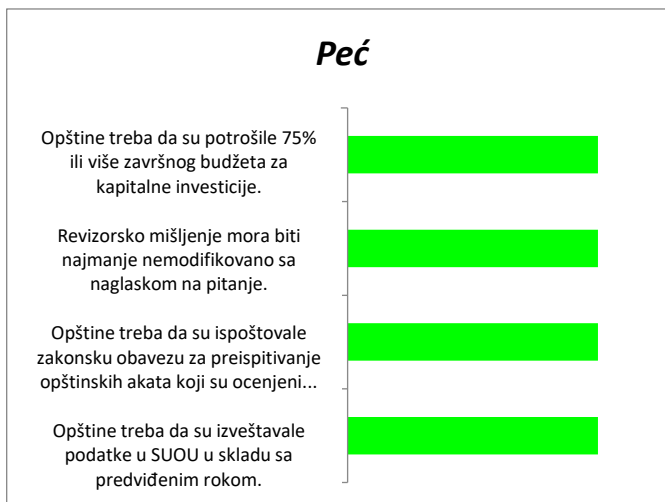 Peć
Opštine treba da su potrošile 75%
ili više završnog budžeta za
kapitalne investicije.
Revizorsko mišljenje mora biti
najmanje nemodifikovano sa
naglaskom na pitanje.
Opštine treba da su ispoštovale
zakonsku obavezu za preispitivanje
opštinskih akata koji su ocenjeni...
Opštine treba da su izveštavale
podatke u SUOU u skladu sa
predviđenim rokom.